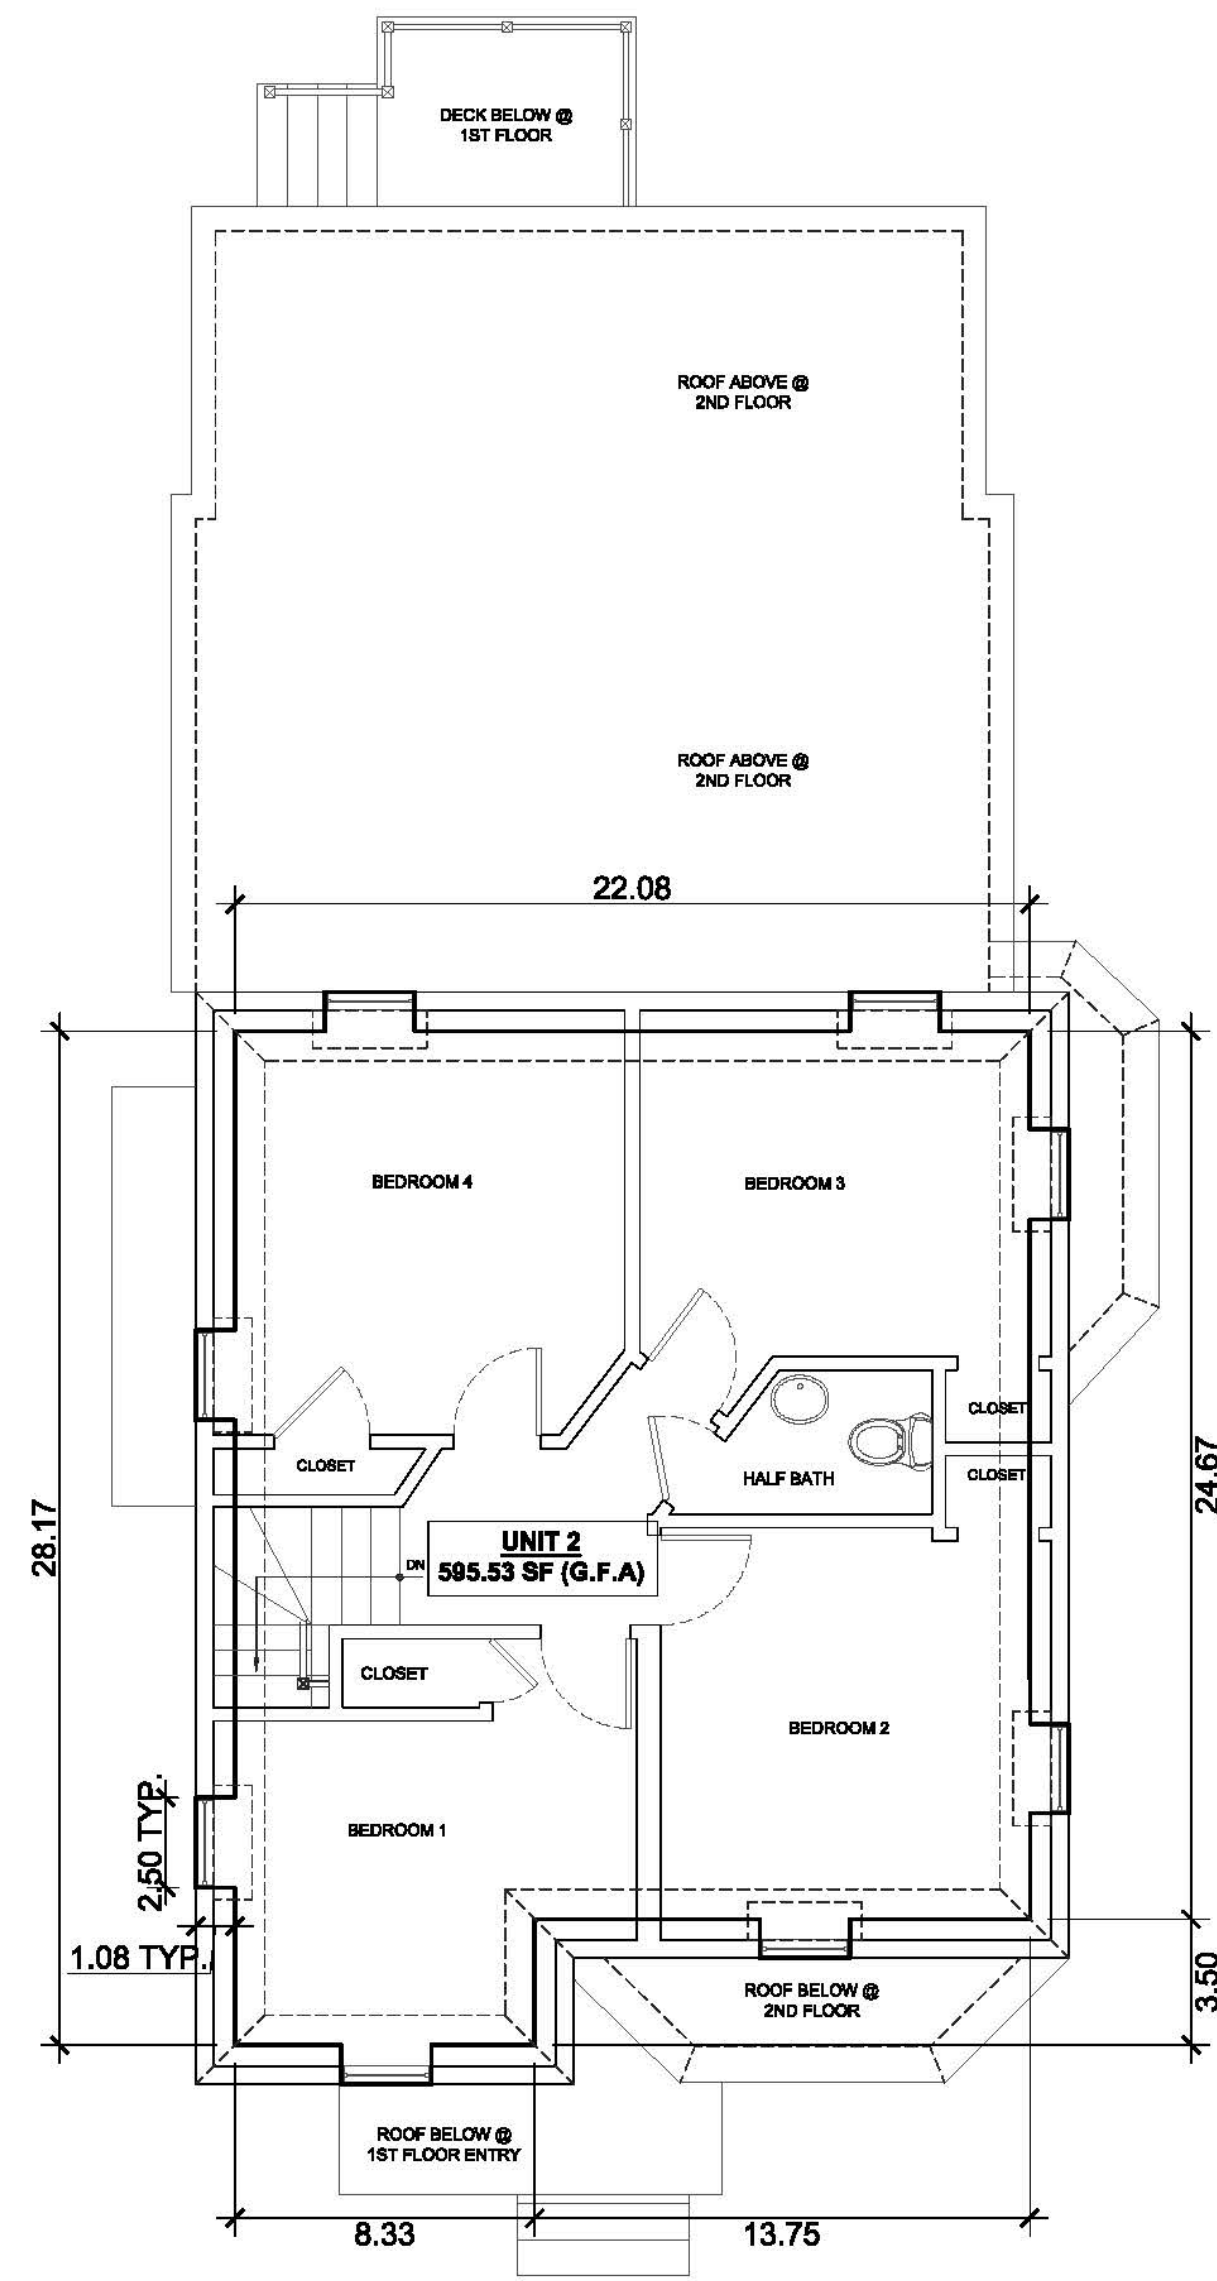 DECK BELOW @
1ST FLOOR
ROOF ABOVE @
2ND FLOOR
ROOF ABOVE @
2ND FLOOR
22.08
BEDROOM 4
BEDROOM 3
CLOSET
CLOSET
CLOSET
HALF BATH
28.17
24.67
UNIT 2
595.53 SF (G.F.A)
DN
CLOSET
BEDROOM 2
2.50 TYP.
BEDROOM 1
1.08 TYP.
3.50
ROOF BELOW @
2ND FLOOR
ROOF BELOW @
1ST FLOOR ENTRY
8.33
13.75